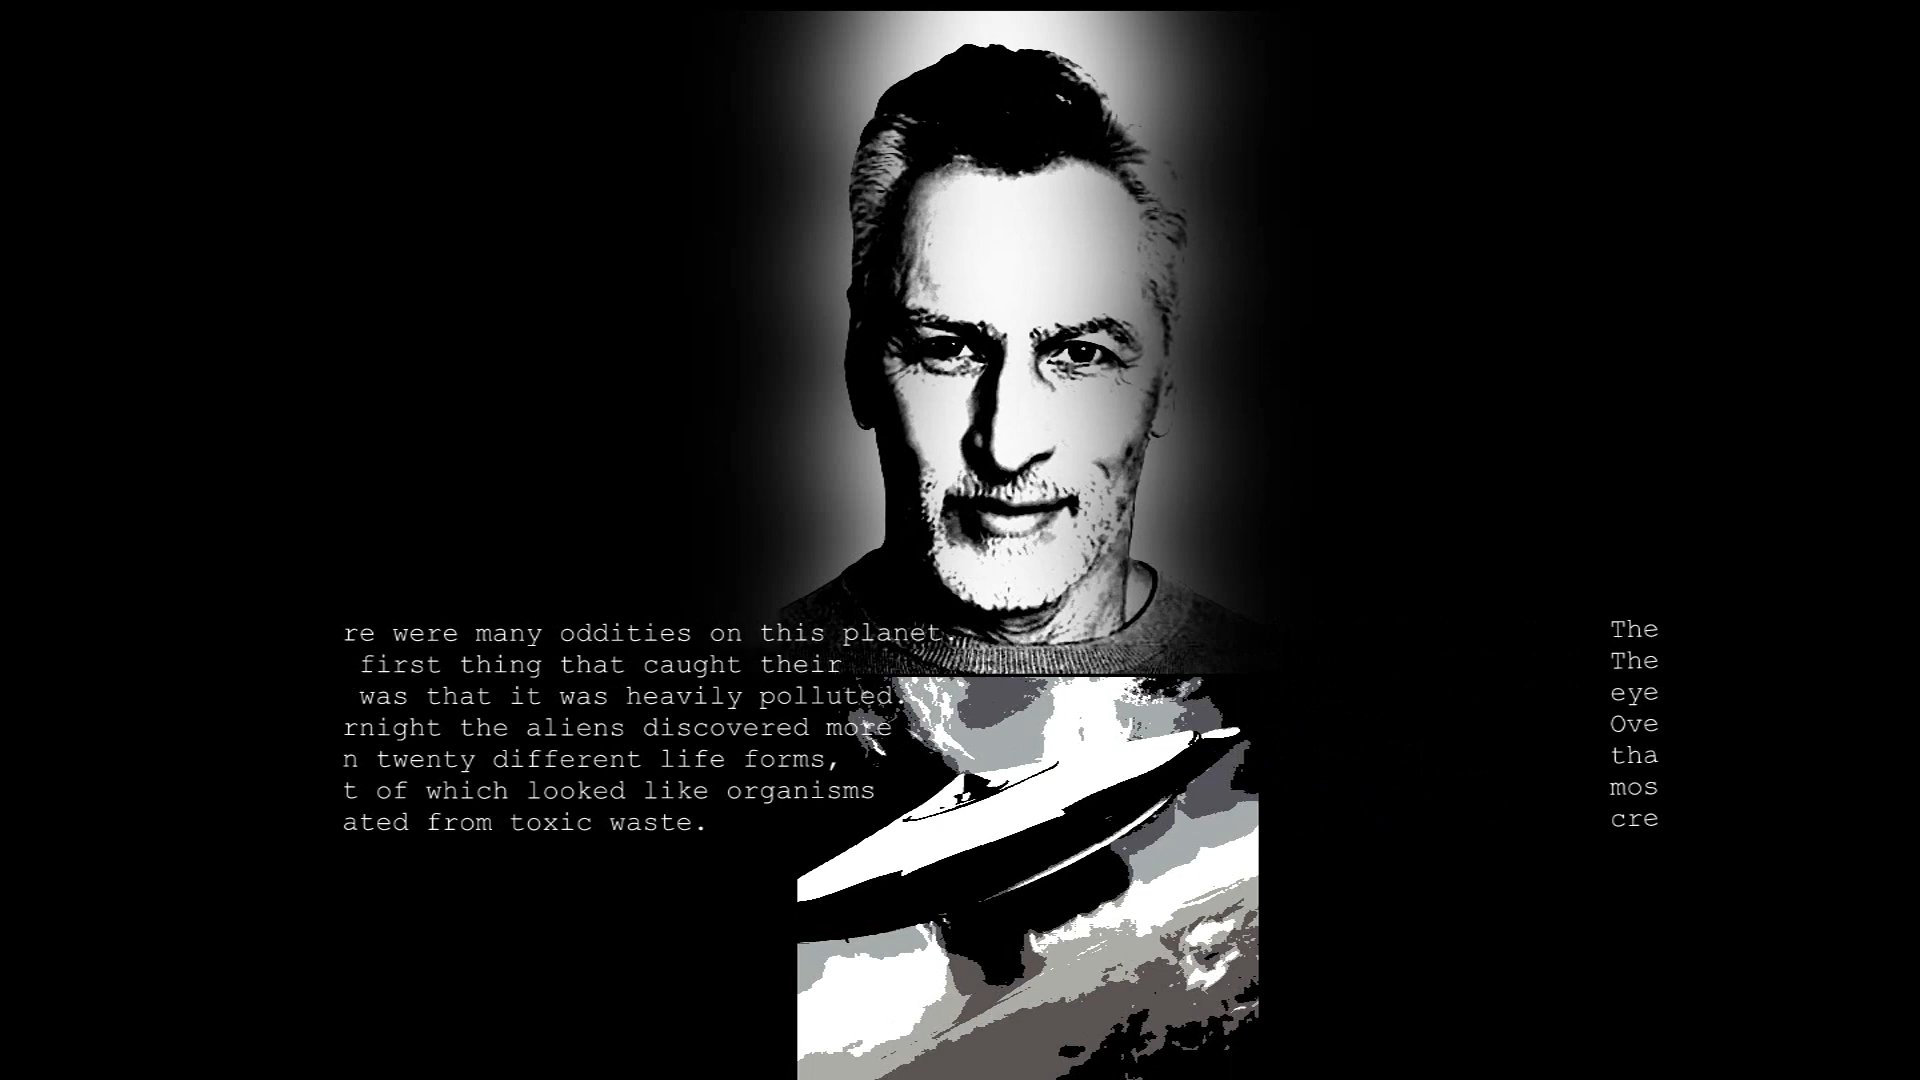 re were many oddities on this planet.
first thing that caught their
was that it was heavily polluted.
rnight the aliens discovered more
n twenty different life forms,
t of which looked like organisms
ated from toxic waste.
The
The
eye
Ove
tha
mos
cre